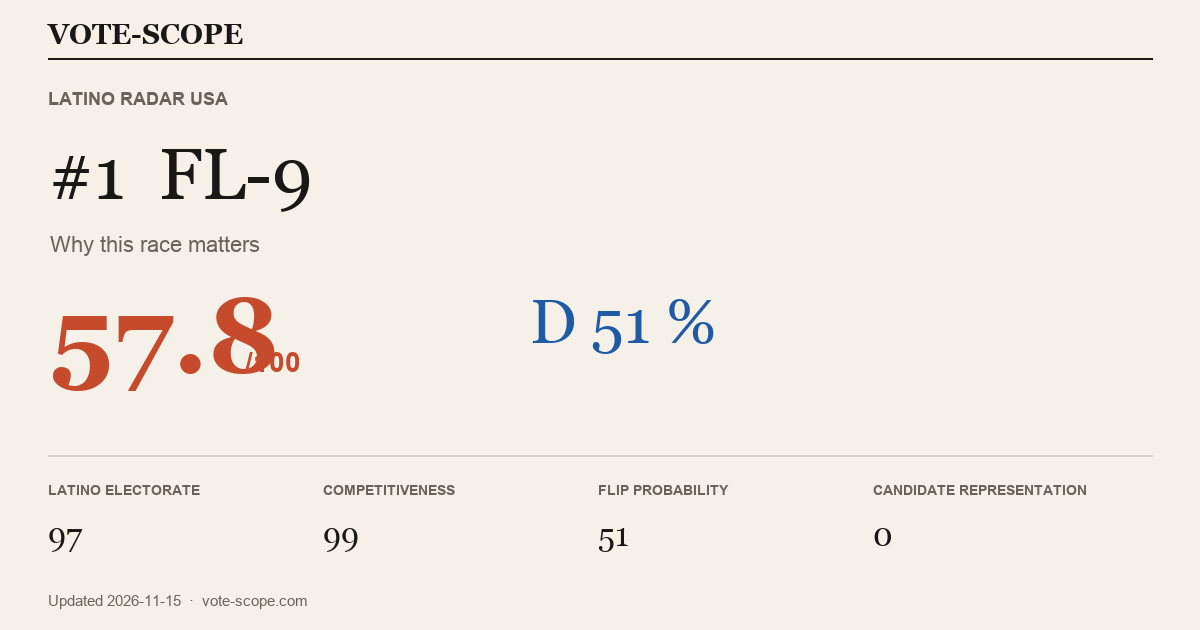 VOTE-SCOPE
LATINO RADAR USA
#1 FL-9
Why this race matters
57.8 /100
D 51 %
LATINO ELECTORATE
COMPETITIVENESS
FLIP PROBABILITY
CANDIDATE REPRESENTATION
97
99
51
0
Updated 2026-11-15 · vote-scope.com